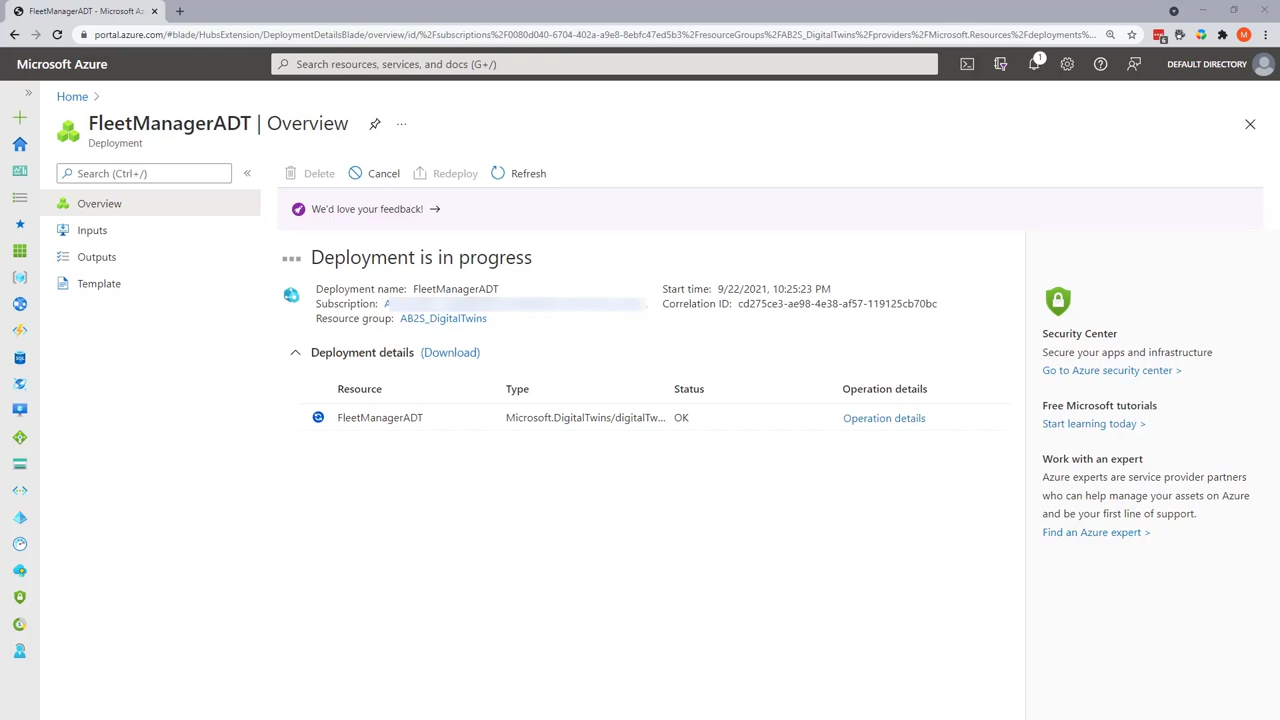 FleetManagerADT - Microsoft Az
portal.azure.com/#blade/HubsExtension/DeploymentDetailsBlade/overview/id/%2Fsubscriptions%2F0080d040-6704-402a-a9e8-8ebfc47ed5b3%2FresourceGroups%2FAB2S_DigitalTwins%2Fproviders%2FMicrosoft.Resources%2Fdeployments%...
6
M
Microsoft Azure
Search resources, services, and docs (G+/)
1
DEFAULT DIRECTORY
Home >
FleetManagerADT | Overview
...
Deployment
Search (Ctrl+/)
«
Delete
Cancel
Redeploy
Refresh
Overview
Inputs
Outputs
Template
We'd love your feedback! →
Deployment is in progress
Deployment name: FleetManagerADT
Subscription:
Resource group: AB2S_DigitalTwins
Start time: 9/22/2021, 10:25:23 PM
Correlation ID: cd275ce3-ae98-4e38-af57-119125cb70bc
Deployment details (Download)
Resource Type Status Operation details
FleetManagerADT Microsoft.DigitalTwins/digitalTw... OK Operation details
Security Center
Secure your apps and infrastructure
Go to Azure security center >
Free Microsoft tutorials
Start learning today >
Work with an expert
Azure experts are service provider partners
who can help manage your assets on Azure
and be your first line of support.
Find an Azure expert >